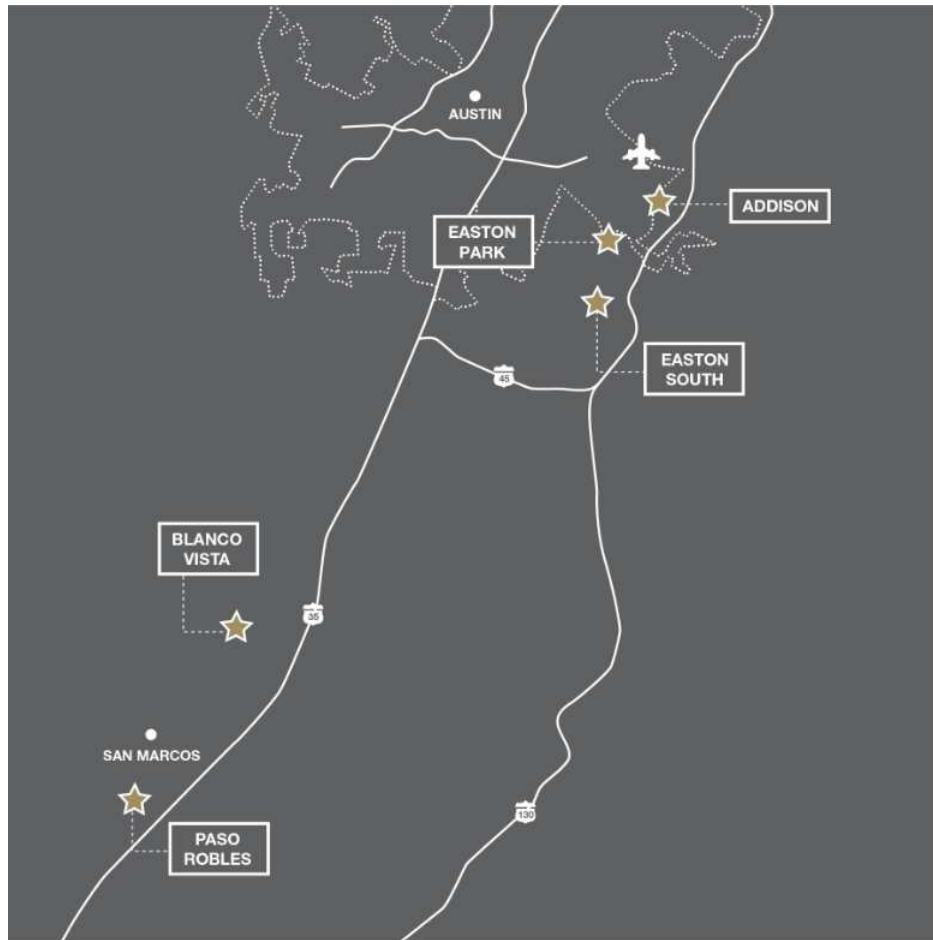 AUSTIN
ADDISON
EASTON
PARK
EASTON
SOUTH
45
BLANCO
VISTA
35
SAN MARCOS
130
PASO
ROBLES